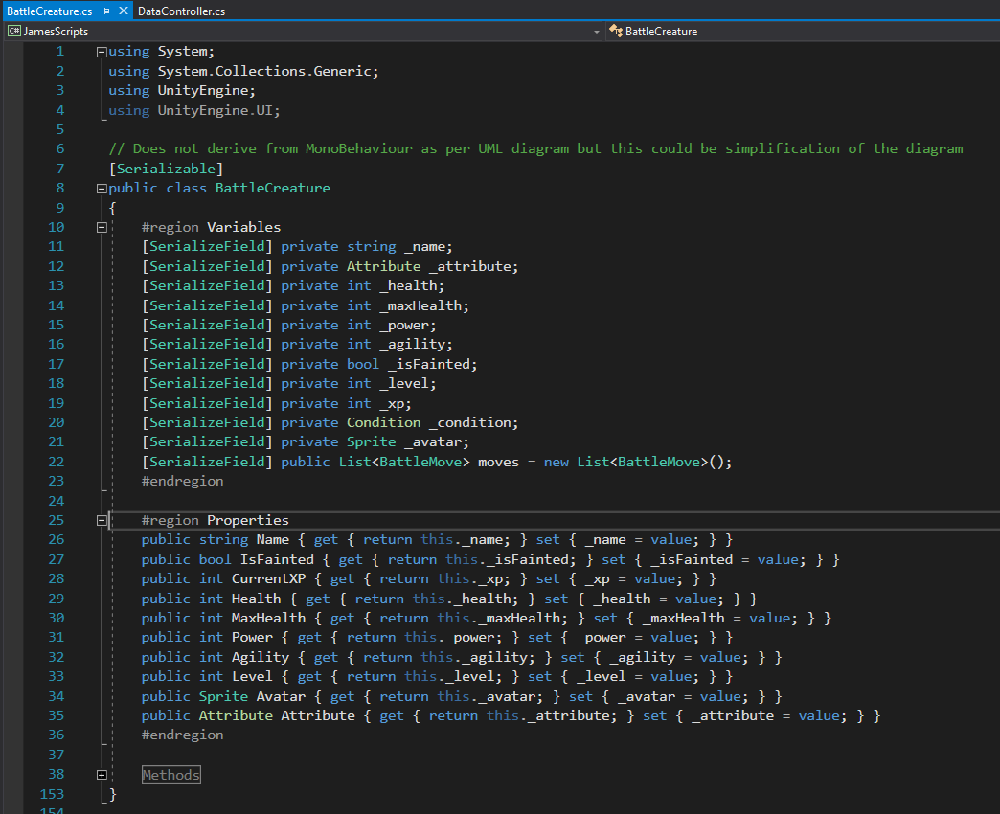 BattleCreature.cs DataController.cs
C# JamesScripts BattleCreature
1 using System;
2 using System.Collections.Generic;
3 using UnityEngine;
4 using UnityEngine.UI;
5
6 // Does not derive from MonoBehaviour as per UML diagram but this could be simplification of the diagram
7 [Serializable]
8 public class BattleCreature
9 {
10 #region Variables
11 [SerializeField] private string _name;
12 [SerializeField] private Attribute _attribute;
13 [SerializeField] private int _health;
14 [SerializeField] private int _maxHealth;
15 [SerializeField] private int _power;
16 [SerializeField] private int _agility;
17 [SerializeField] private bool _isFainted;
18 [SerializeField] private int _level;
19 [SerializeField] private int _xp;
20 [SerializeField] private Condition _condition;
21 [SerializeField] private Sprite _avatar;
22 [SerializeField] public List<BattleMove> moves = new List<BattleMove>();
23 #endregion
24
25 #region Properties
26 public string Name { get { return this._name; } set { _name = value; } }
27 public bool IsFainted { get { return this._isFainted; } set { _isFainted = value; } }
28 public int CurrentXP { get { return this._xp; } set { _xp = value; } }
29 public int Health { get { return this._health; } set { _health = value; } }
30 public int MaxHealth { get { return this._maxHealth; } set { _maxHealth = value; } }
31 public int Power { get { return this._power; } set { _power = value; } }
32 public int Agility { get { return this._agility; } set { _agility = value; } }
33 public int Level { get { return this._level; } set { _level = value; } }
34 public Sprite Avatar { get { return this._avatar; } set { _avatar = value; } }
35 public Attribute Attribute { get { return this._attribute; } set { _attribute = value; } }
36 #endregion
37
38 Methods
153 }
154